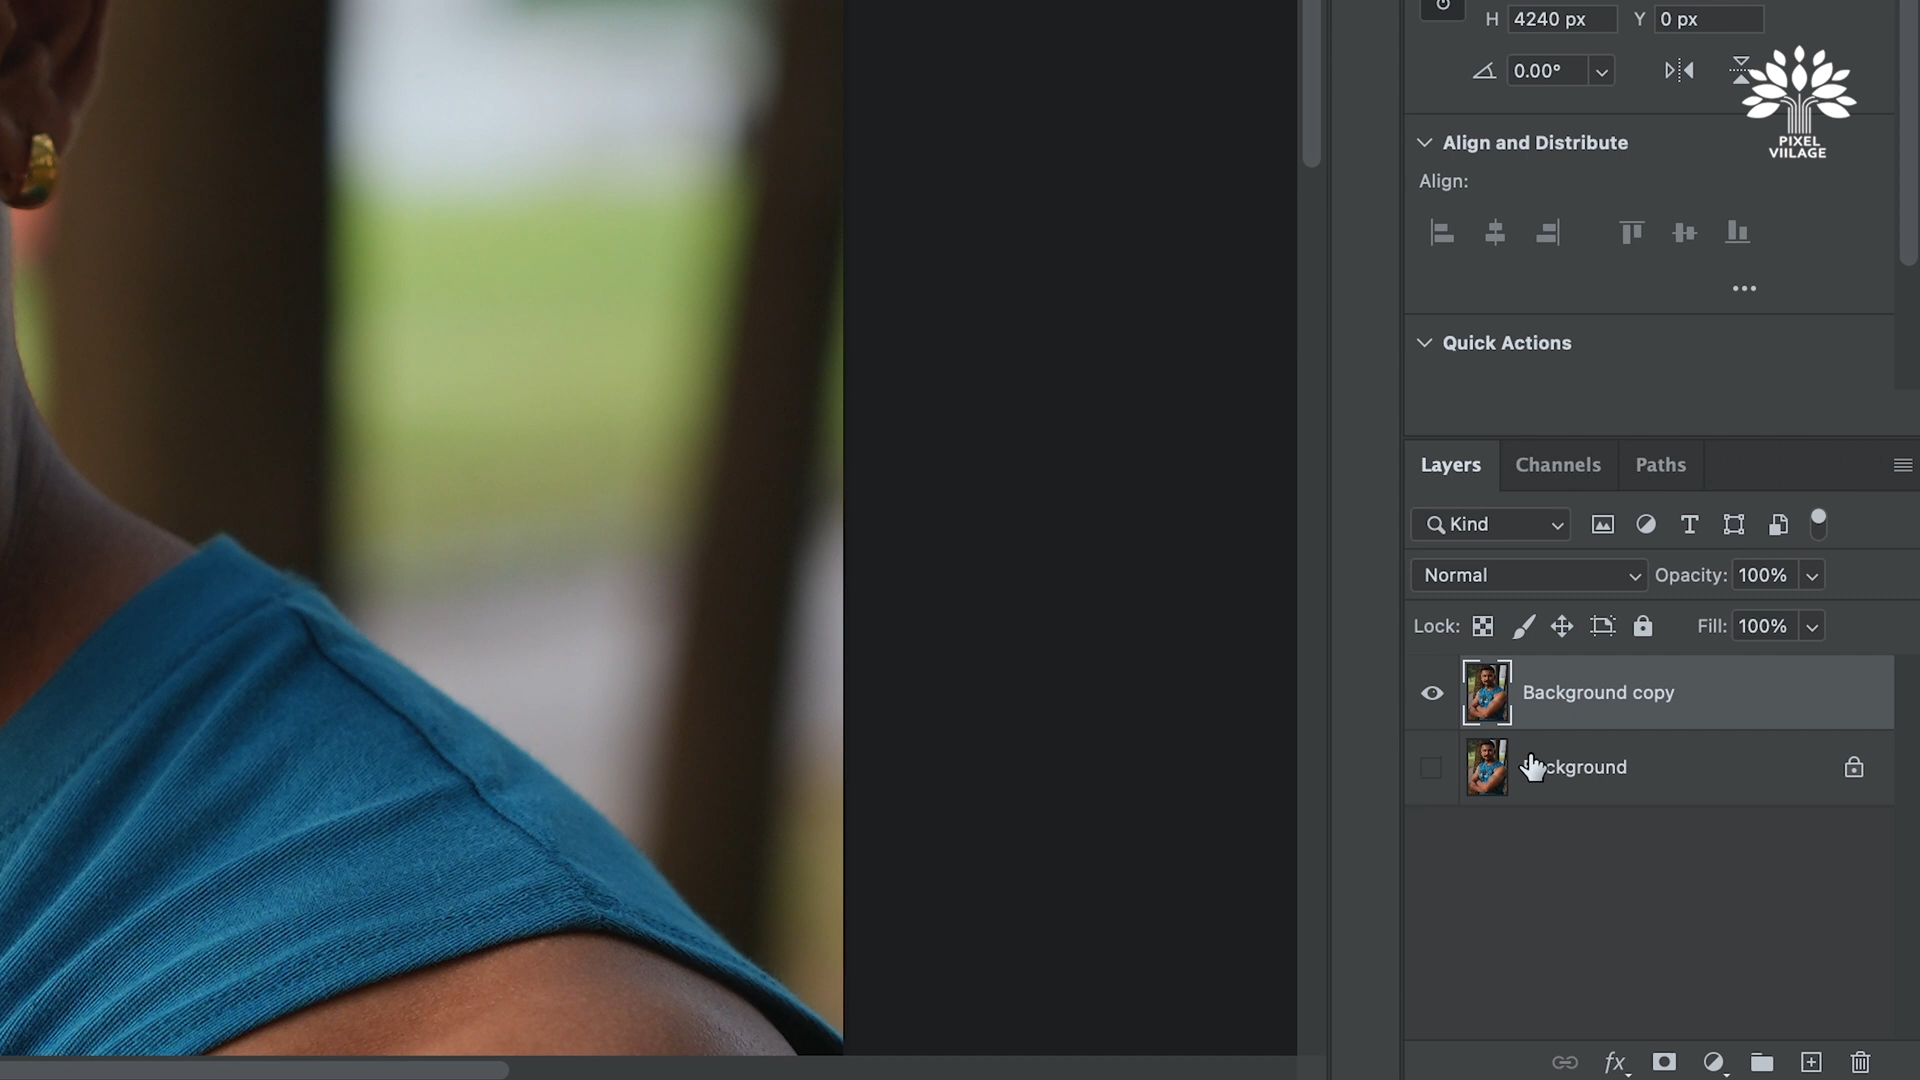 H 4240 px Y 0 px
0.00°
PIXEL
VIILAGE
Align and Distribute
Align:
Quick Actions
Layers Channels Paths
Kind
Normal Opacity: 100%
Lock: Fill: 100%
Background copy
ckground
fx